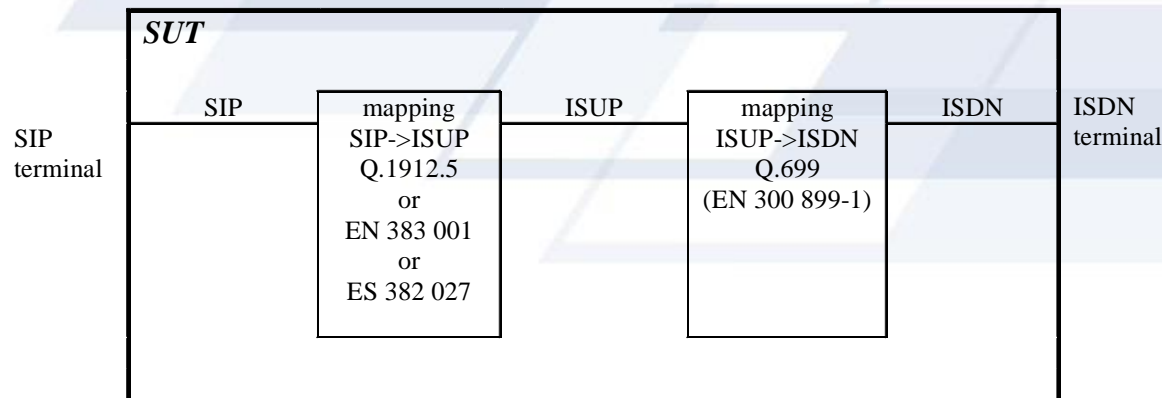 SUT
SIP
terminal
SIP
mapping
SIP->ISUP
Q.1912.5
or
EN 383 001
or
ES 382 027
ISUP
mapping
ISUP->ISDN
Q.699
(EN 300 899-1)
ISDN
ISDN
terminal